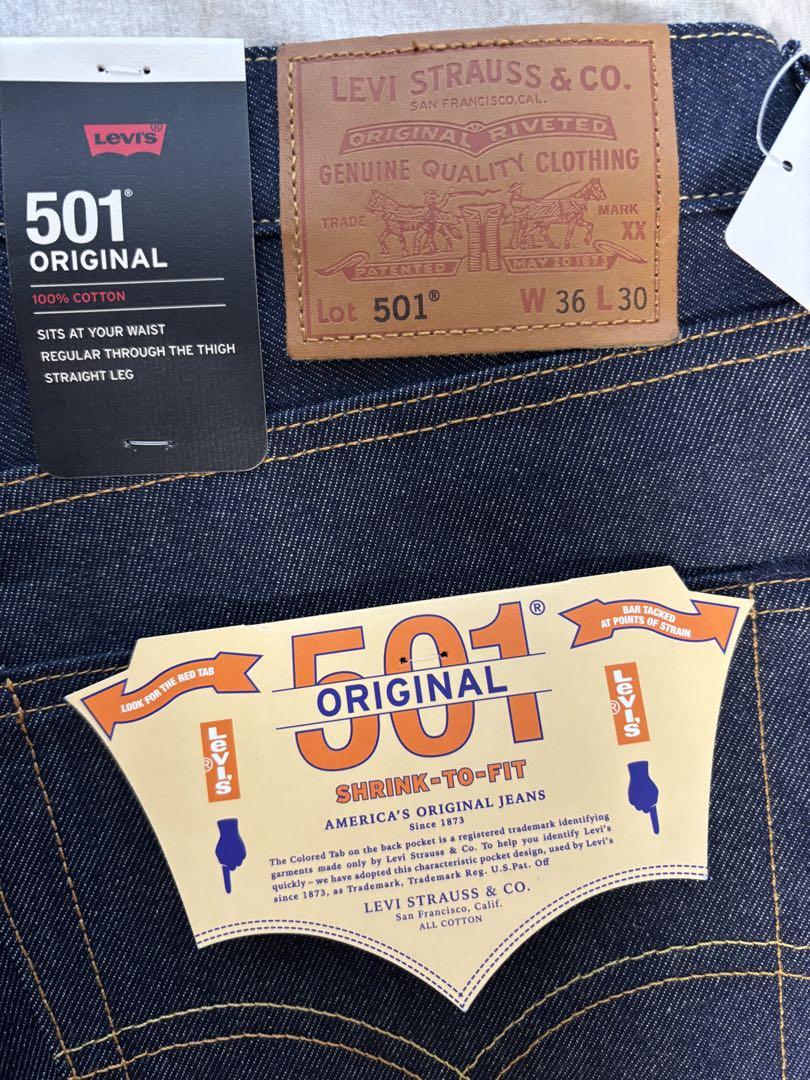 LEVI'S®
501®
ORIGINAL
100% COTTON
SITS AT YOUR WAIST
REGULAR THROUGH THE THIGH
STRAIGHT LEG
LEVI STRAUSS & CO.
SAN FRANCISCO, CAL.
ORIGINAL RIVETED
GENUINE QUALITY CLOTHING
TRADE MARK
XX
PATENTED MAY 20 1873
Lot 501® W 36 L 30
501®
ORIGINAL
SHRINK-TO-FIT
LOOK FOR THE RED TAB
BAR TACKED
AT POINTS OF STRAIN
LEVI'S®
LEVI'S®
AMERICA'S ORIGINAL JEANS
Since 1873
The Colored Tab on the back pocket is a registered trademark identifying
garments made only by Levi Strauss & Co. To help you identify Levi's
quickly – we have adopted this characteristic pocket design, used by Levi's
since 1873, as Trademark, Trademark Reg. U.S.Pat. Off
LEVI STRAUSS & CO.
San Francisco, Calif.
ALL COTTON